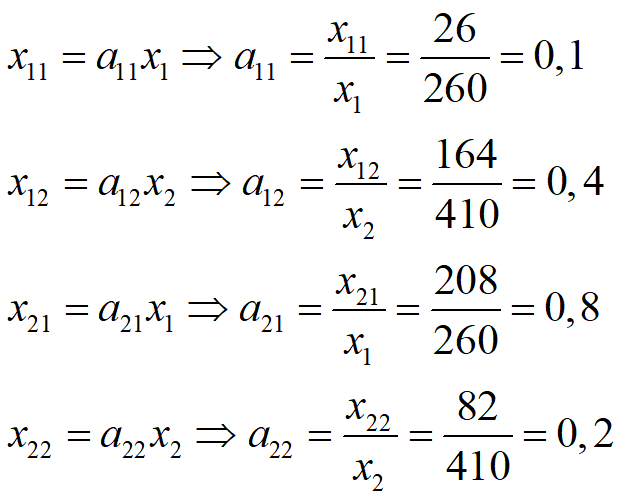 x₁₁ = a₁₁x₁ ⇒ a₁₁ = x₁₁/x₁ = 26/260 = 0,1
x₁₂ = a₁₂x₂ ⇒ a₁₂ = x₁₂/x₂ = 164/410 = 0,4
x₂₁ = a₂₁x₁ ⇒ a₂₁ = x₂₁/x₁ = 208/260 = 0,8
x₂₂ = a₂₂x₂ ⇒ a₂₂ = x₂₂/x₂ = 82/410 = 0,2